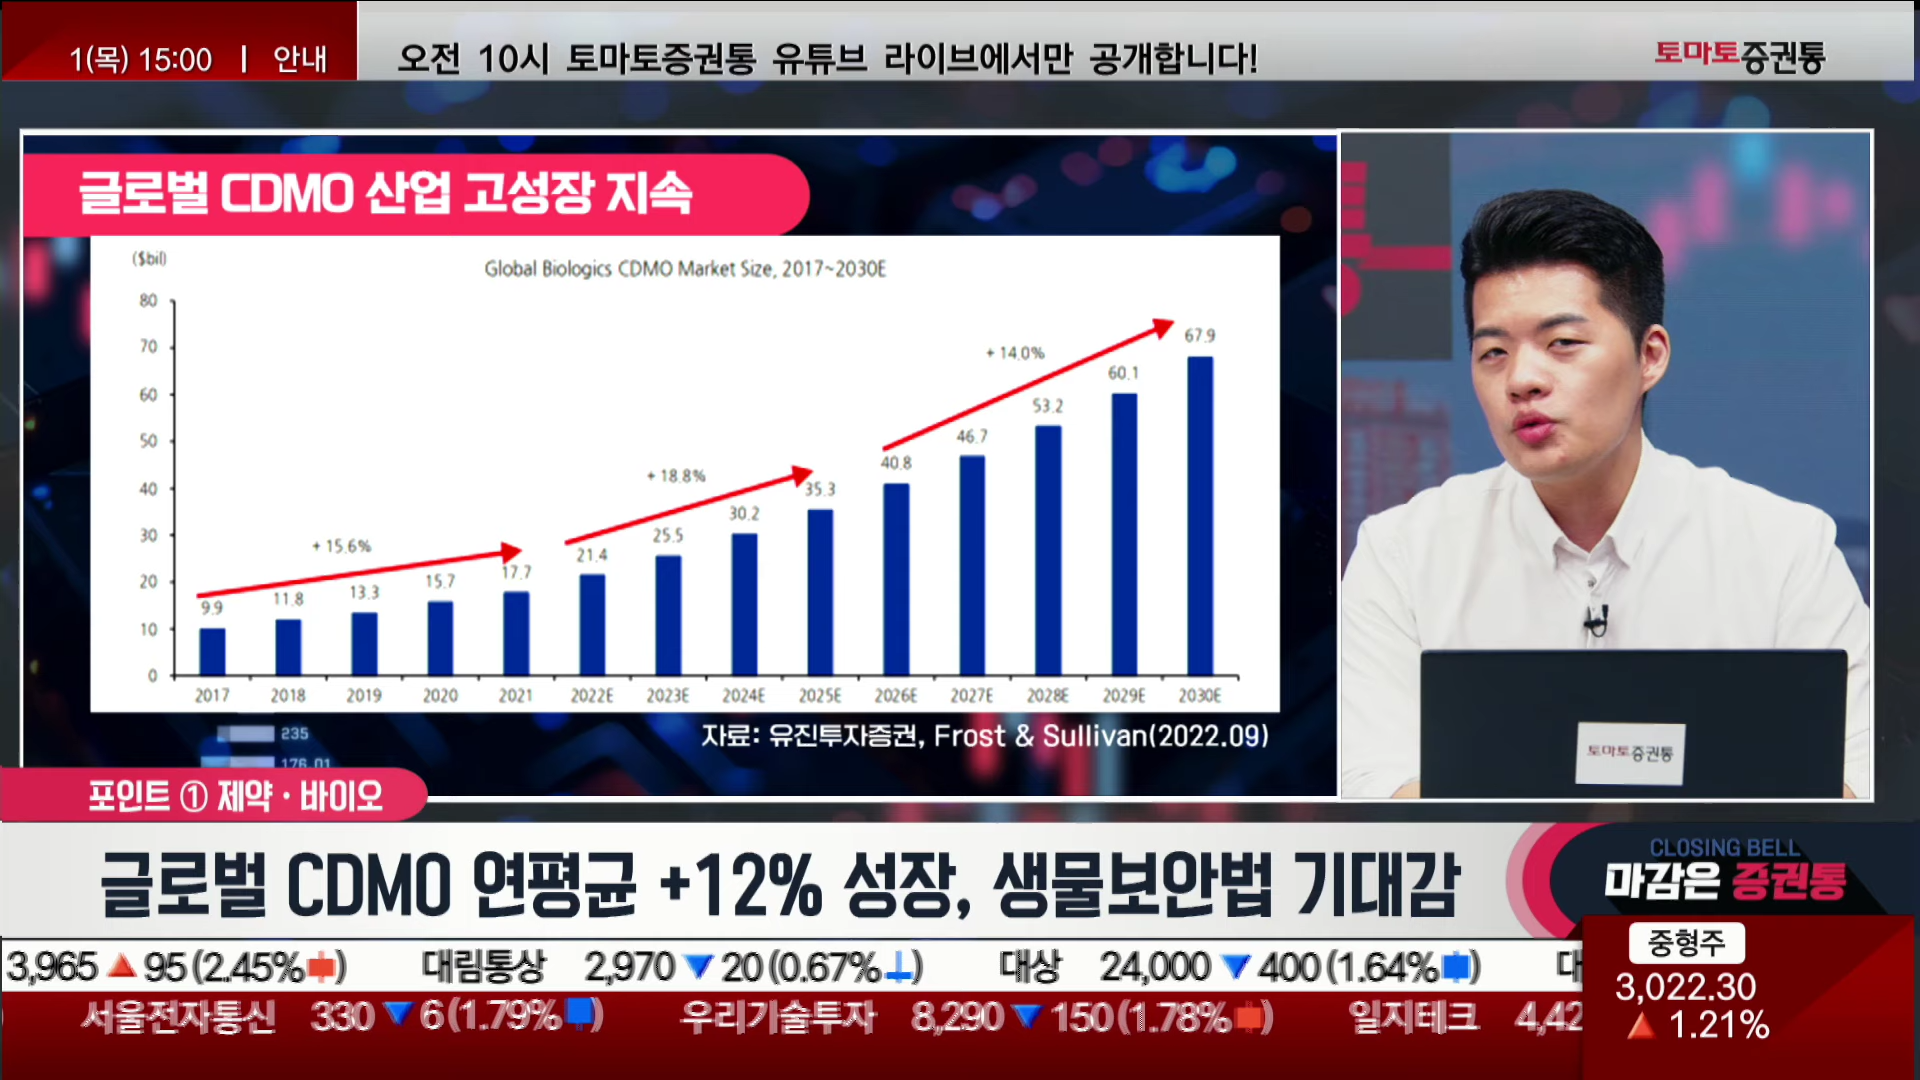 1(목) 15:00 | 안내
오전 10시 토마토증권통 유튜브 라이브에서만 공개합니다!
토마토증권통
글로벌 CDMO 산업 고성장 지속
($bil)
Global Biologics CDMO Market Size, 2017~2030E
80
70
60
50
40
30
20
10
0
+ 15.6%
+ 18.8%
+ 14.0%
9.9 11.8 13.3 15.7 17.7 21.4 25.5 30.2 35.3 40.8 46.7 53.2 60.1 67.9
2017 2018 2019 2020 2021 2022E 2023E 2024E 2025E 2026E 2027E 2028E 2029E 2030E
자료: 유진투자증권, Frost & Sullivan(2022.09)
235
176.01
토마토증권통
포인트 ① 제약·바이오
글로벌 CDMO 연평균 +12% 성장, 생물보안법 기대감
CLOSING BELL
마감은 증권통
3,965 ▲ 95(2.45%) 대림통상 2,970 ▼ 20(0.67%) 대상 24,000 ▼ 400(1.64%)
서울전자통신 330 ▼ 6(1.79%) 우리기술투자 8,290 ▼ 150(1.78%) 일지테크 4,42
중형주
3,022.30
▲ 1.21%